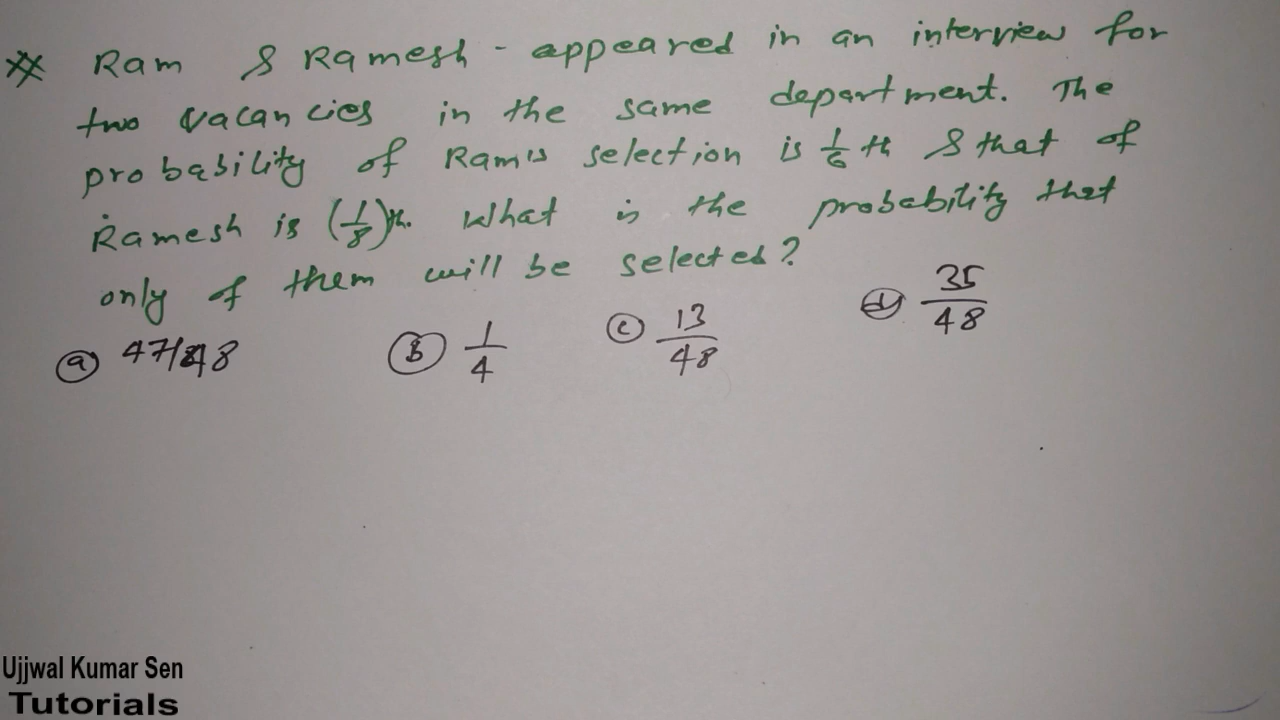 ** Ram & Ramesh - appeared in an interview for
two vacancies in the same department. The
probability of Ram's selection is 1/6 th & that of
Ramesh is (1/8)th. What is the probability that
only of them will be selected?
(a) 47/48 (B) 1/4 (c) 13/48 (d) 35/48
Ujjwal Kumar Sen
Tutorials